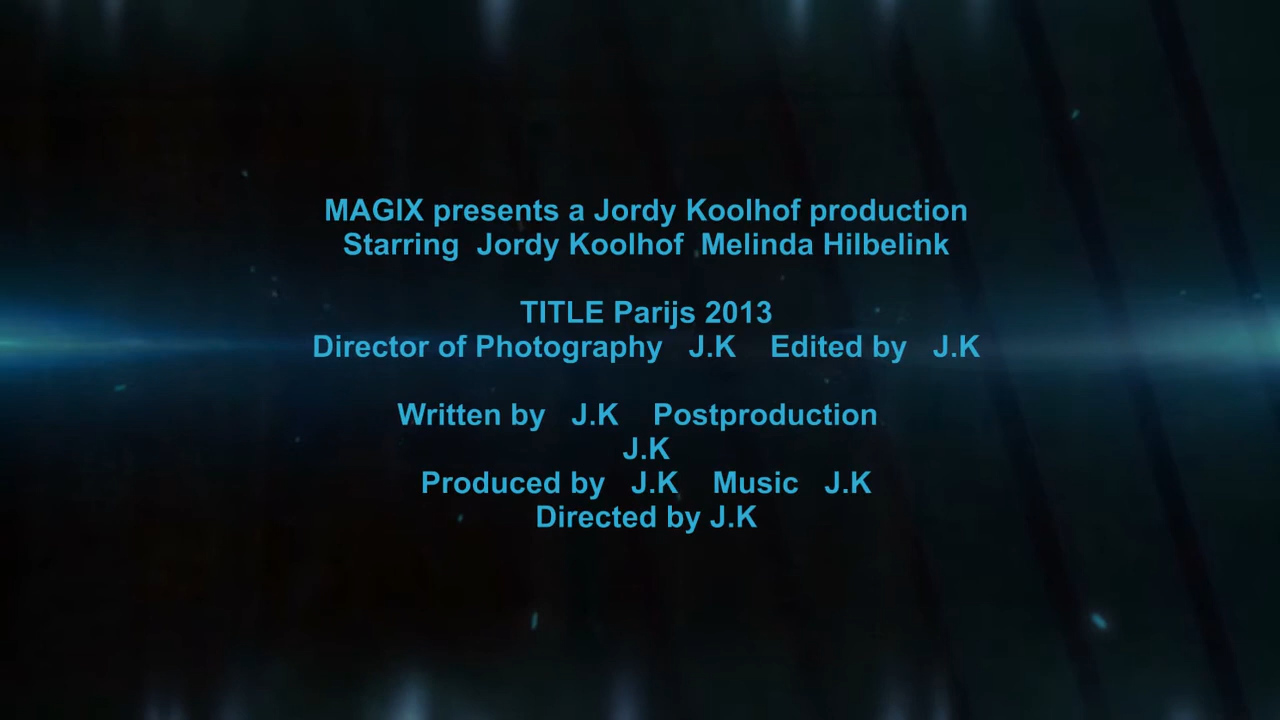 MAGIX presents a Jordy Koolhof production
Starring  Jordy Koolhof  Melinda Hilbelink
TITLE Parijs 2013
Director of Photography   J.K    Edited by   J.K
Written by   J.K    Postproduction
J.K
Produced by   J.K    Music   J.K
Directed by J.K